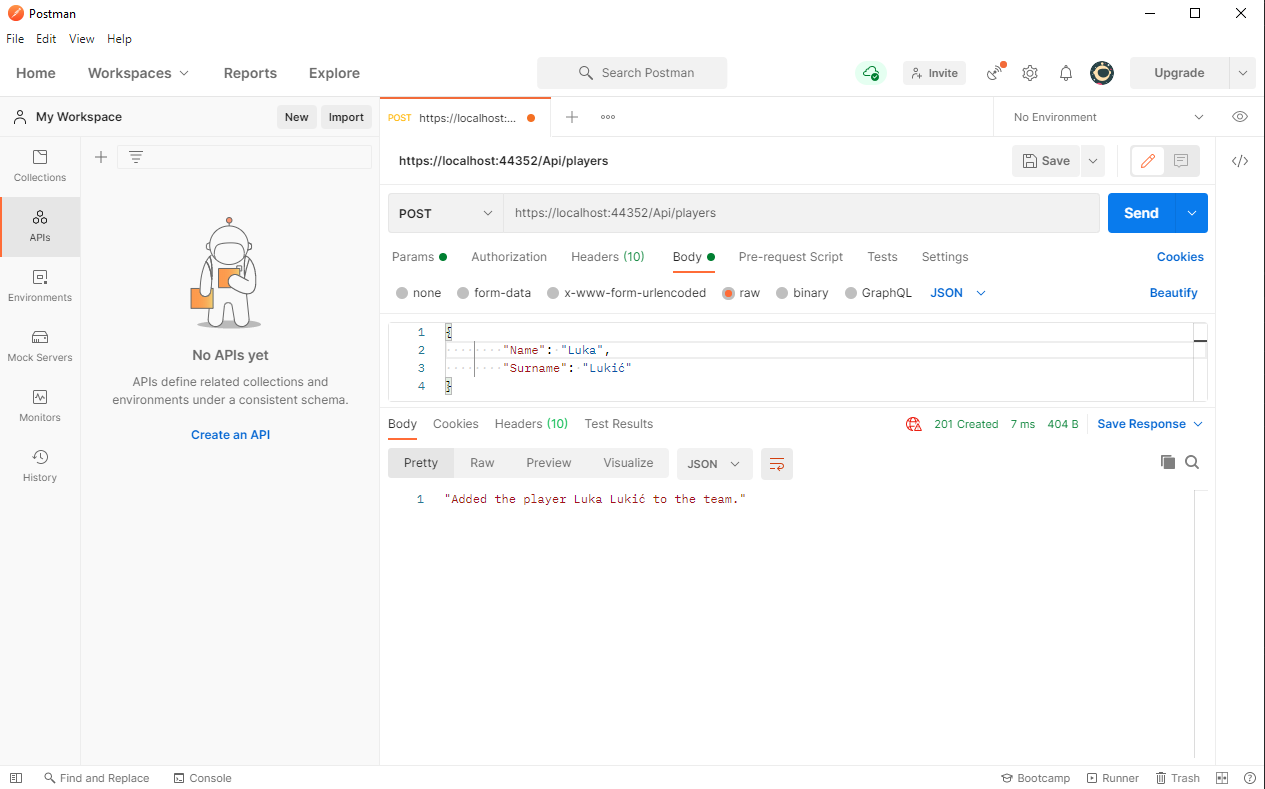 Postman
File Edit View Help
Home Workspaces Reports Explore Search Postman Invite Upgrade
My Workspace New Import
POST https://localhost:... No Environment
Collections
APIs
Environments
Mock Servers
Monitors
History
No APIs yet
APIs define related collections and
environments under a consistent schema.
Create an API
https://localhost:44352/Api/players Save
POST https://localhost:44352/Api/players Send
Params Authorization Headers (10) Body Pre-request Script Tests Settings Cookies
none form-data x-www-form-urlencoded raw binary GraphQL JSON Beautify
1 {
2 "Name": "Luka",
3 "Surname": "Lukić"
4 }
Body Cookies Headers (10) Test Results 201 Created 7 ms 404 B Save Response
Pretty Raw Preview Visualize JSON
1 "Added the player Luka Lukić to the team."
Find and Replace Console Bootcamp Runner Trash